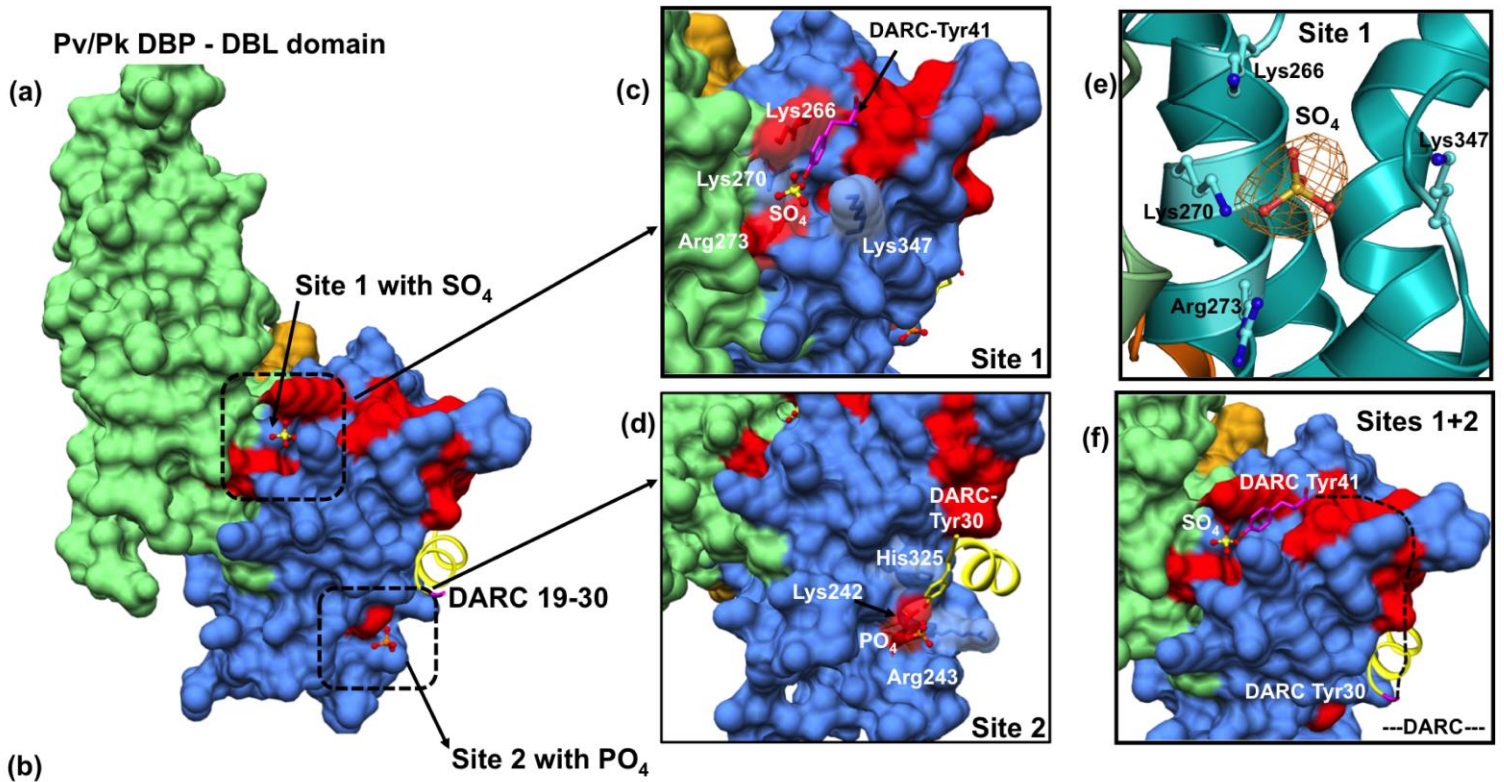 Pv/Pk DBP - DBL domain
(a)
Site 1 with SO4
DARC 19-30
Site 2 with PO4
(b)
(c)
DARC-Tyr41
Lys266
Lys270
SO4
Arg273
Lys347
Site 1
(d)
DARC-
Tyr30
His325
Lys242
PO4
Arg243
Site 2
(e)
Site 1
Lys266
SO4
Lys347
Lys270
Arg273
(f)
Sites 1+2
DARC Tyr41
SO4
DARC Tyr30
---DARC---